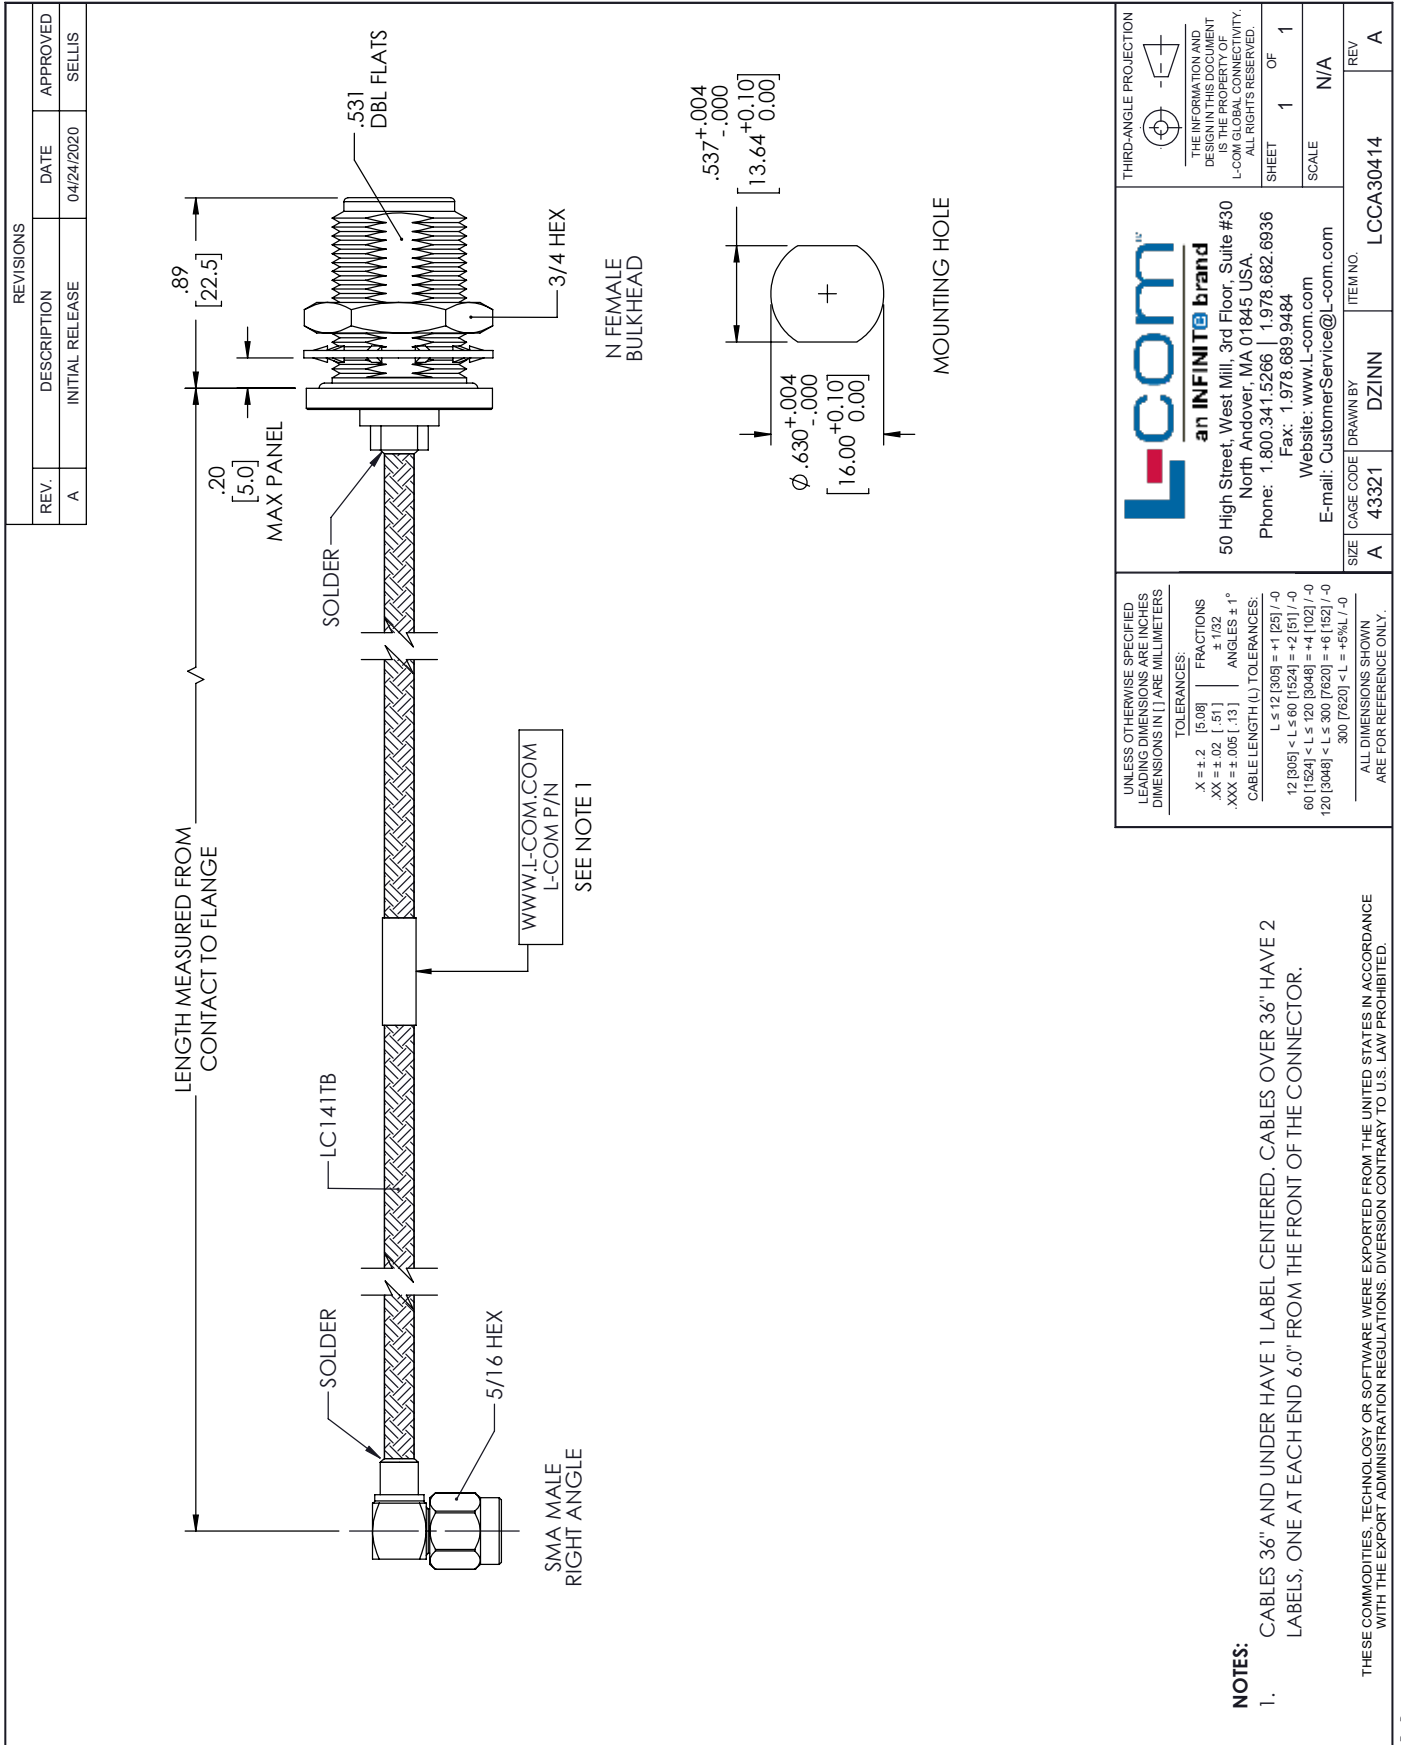 REVISIONS
REV. DESCRIPTION DATE APPROVED
A INITIAL RELEASE 04/24/2020 SELLIS
LENGTH MEASURED FROM
CONTACT TO FLANGE
.89
[22.5]
.20
[5.0]
MAX PANEL
.531
DBL FLATS
SOLDER
LC141TB
SOLDER
5/16 HEX
3/4 HEX
SMA MALE
RIGHT ANGLE
WWW.L-COM.COM
L-COM P/N
SEE NOTE 1
N FEMALE
BULKHEAD
.537 +.004 -.000
[13.64 +0.10 0.00]
Ø.630 +.004 -.000
[16.00 +0.10 0.00]
MOUNTING HOLE
NOTES:
1. CABLES 36" AND UNDER HAVE 1 LABEL CENTERED. CABLES OVER 36" HAVE 2
LABELS, ONE AT EACH END 6.0" FROM THE FRONT OF THE CONNECTOR.
THESE COMMODITIES, TECHNOLOGY OR SOFTWARE WERE EXPORTED FROM THE UNITED STATES IN ACCORDANCE
WITH THE EXPORT ADMINISTRATION REGULATIONS. DIVERSION CONTRARY TO U.S. LAW PROHIBITED.
UNLESS OTHERWISE SPECIFIED
LEADING DIMENSIONS ARE INCHES
DIMENSIONS IN [ ] ARE MILLIMETERS
TOLERANCES:
.X = ± .2 [5.08] FRACTIONS
.XX = ± .02 [ .51 ] ± 1/32
.XXX = ± .005 [ .13 ] ANGLES ± 1°
CABLE LENGTH (L) TOLERANCES:
L ≤ 12 [305] = +1 [25] / -0
12 [305] < L ≤ 60 [1524] = +2 [51] / -0
60 [1524] < L ≤ 120 [3048] = +4 [102] / -0
120 [3048] < L ≤ 300 [7620] = +6 [152] / -0
300 [7620] < L = +5%L / -0
ALL DIMENSIONS SHOWN
ARE FOR REFERENCE ONLY.
L-com
an INFINIT@ brand
50 High Street, West Mill, 3rd Floor, Suite #30
North Andover, MA 01845 USA.
Phone: 1.800.341.5266 | 1.978.682.6936
Fax: 1.978.689.9484
Website: www.L-com.com
E-mail: CustomerService@L-com.com
THIRD-ANGLE PROJECTION
THE INFORMATION AND
DESIGN IN THIS DOCUMENT
IS THE PROPERTY OF
L-COM GLOBAL CONNECTIVITY.
ALL RIGHTS RESERVED.
SHEET 1 OF 1
SCALE N/A
SIZE A
CAGE CODE 43321
DRAWN BY DZINN
ITEM NO. LCCA30414
REV A